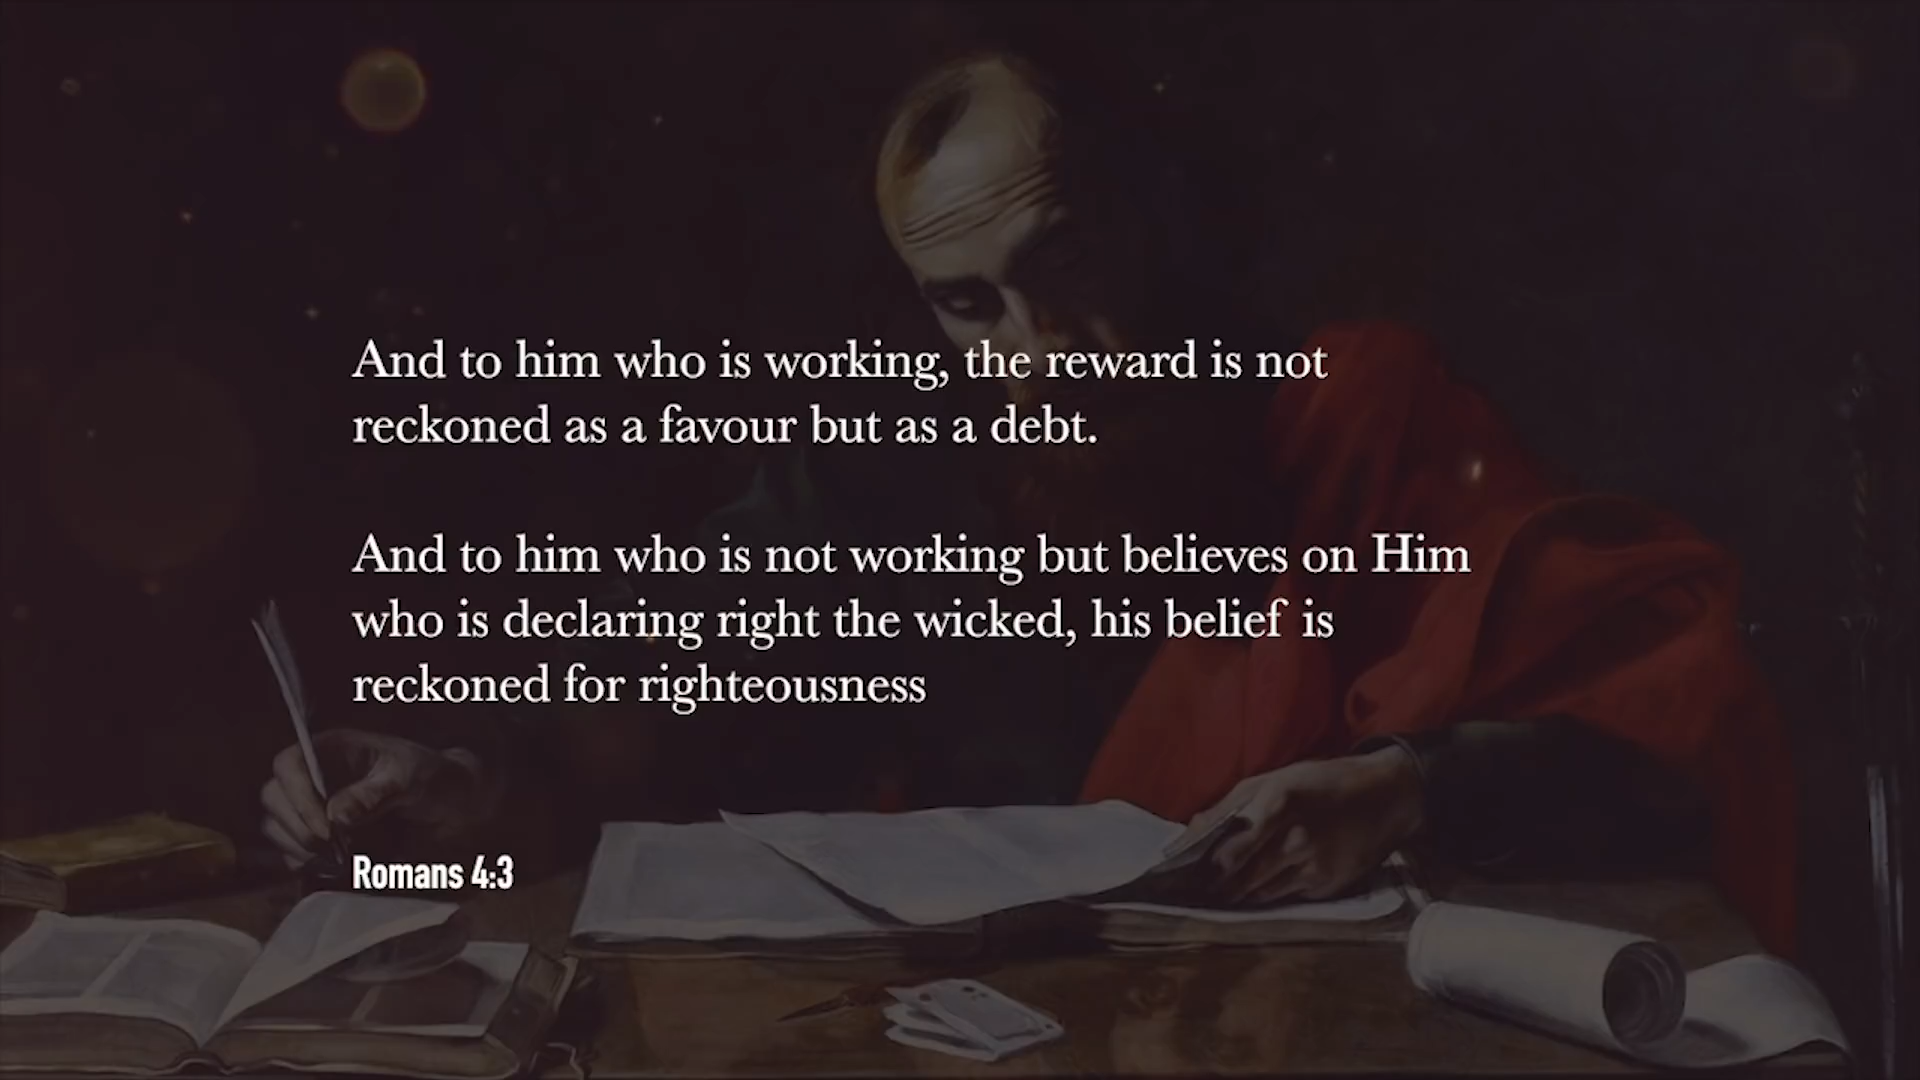 And to him who is working, the reward is not
reckoned as a favour but as a debt.
And to him who is not working but believes on Him
who is declaring right the wicked, his belief is
reckoned for righteousness
Romans 4:3